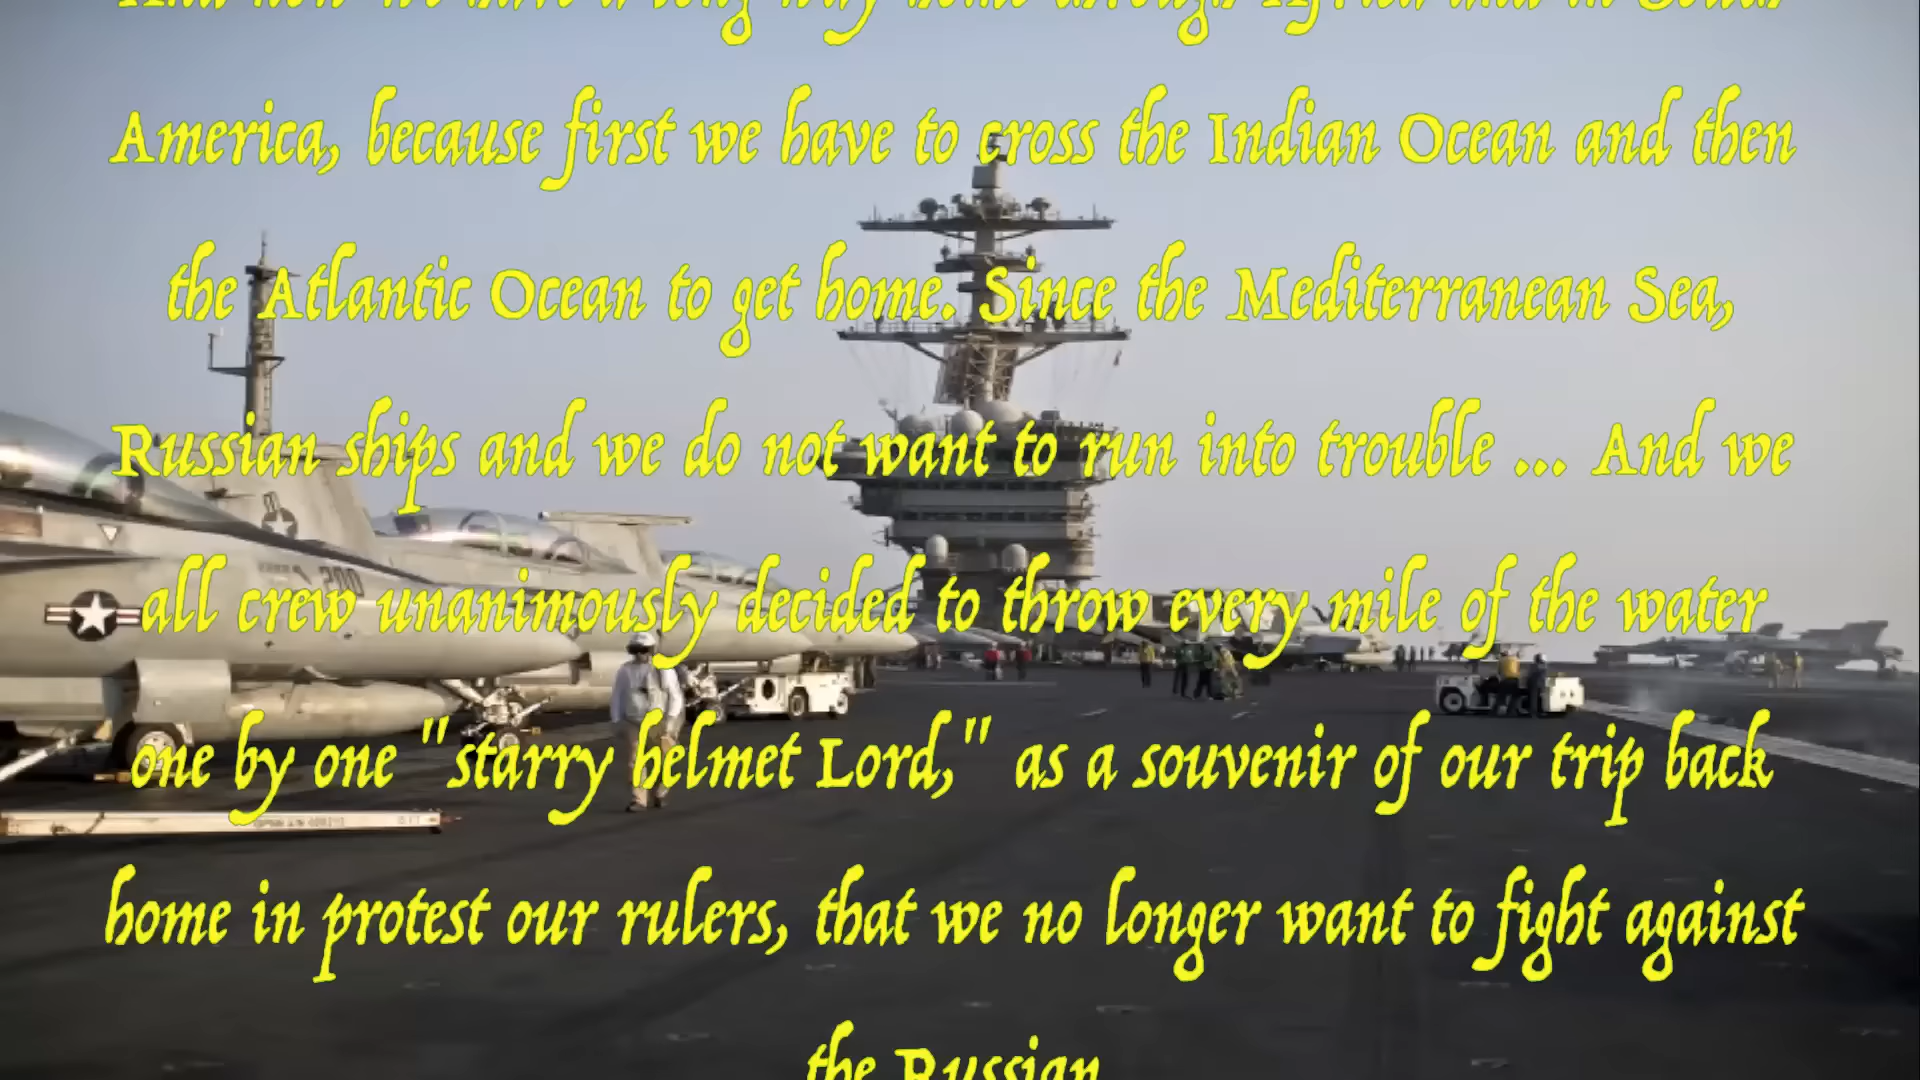 And now we have a long way home through Africa and in South
America, because first we have to cross the Indian Ocean and then
the Atlantic Ocean to get home. Since the Mediterranean Sea,
Russian ships and we do not want to run into trouble ... And we
200
all crew unanimously decided to throw every mile of the water
one by one "starry helmet Lord," as a souvenir of our trip back
home in protest our rulers, that we no longer want to fight against
the Russian